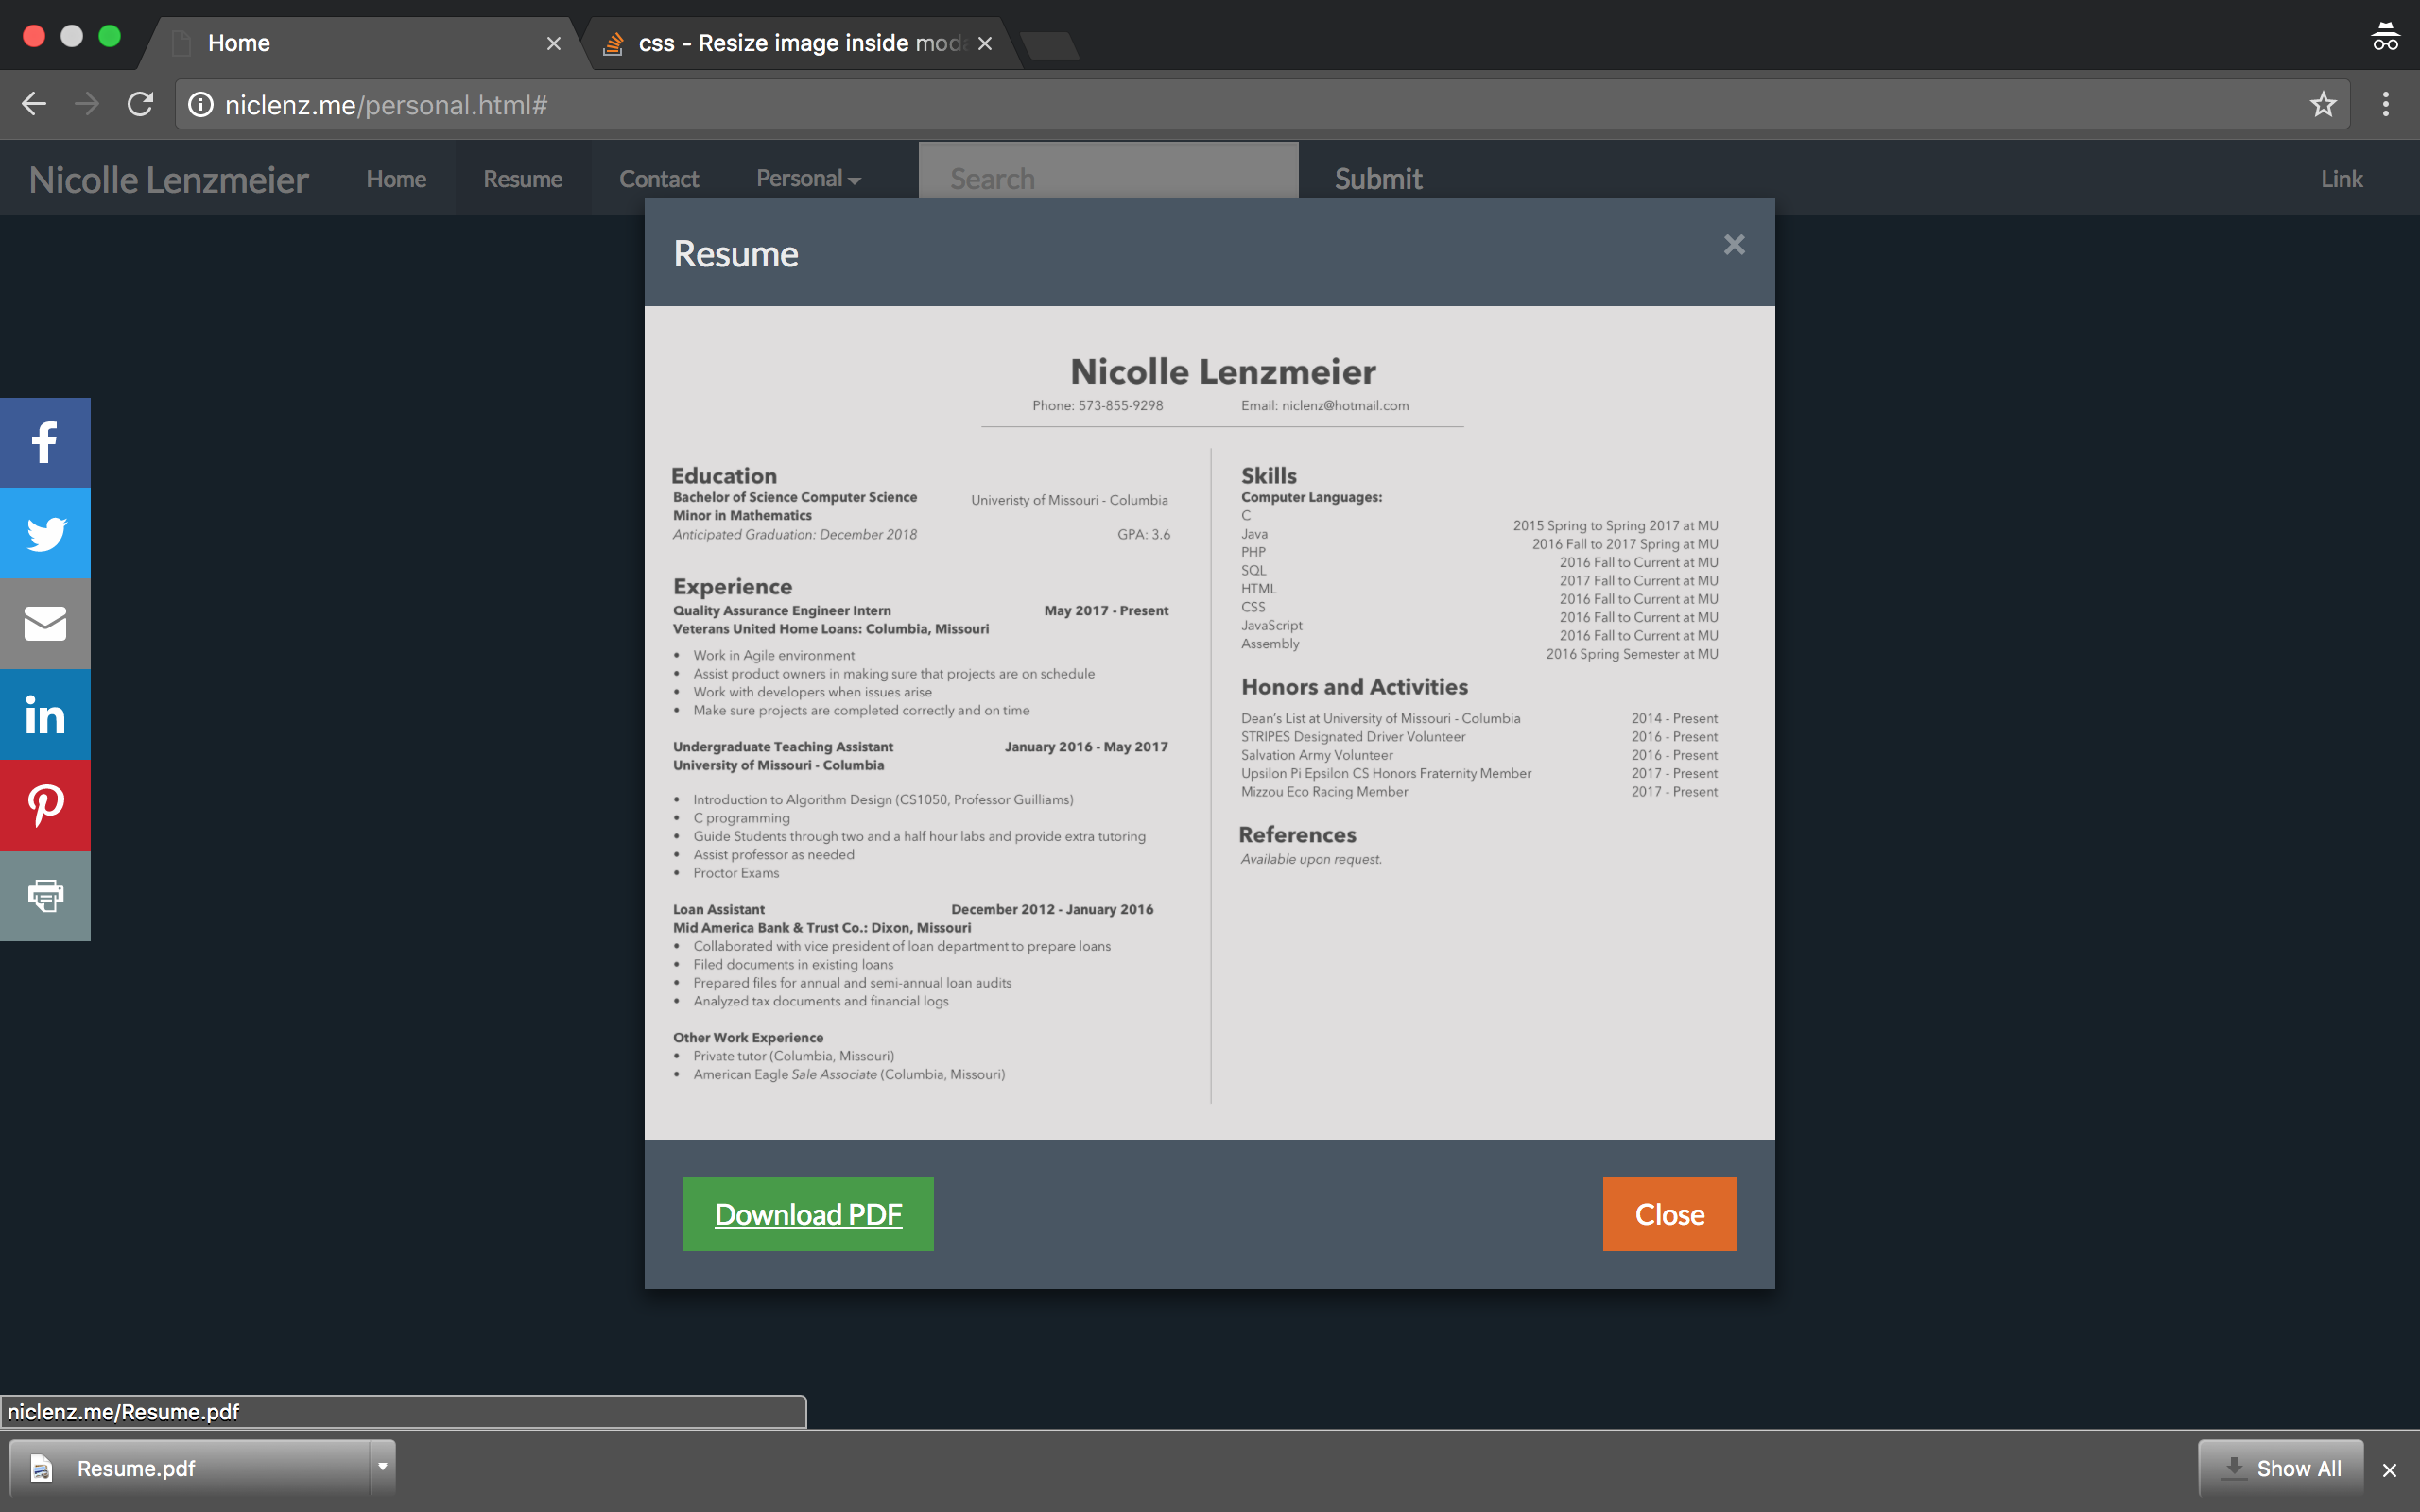 Home
css - Resize image inside moda
niclenz.me/personal.html#
Nicolle Lenzmeier Home Resume Contact Personal Search Submit Link
Resume
Nicolle Lenzmeier
Phone: 573-855-9298 Email: niclenz@hotmail.com
Education
Bachelor of Science Computer Science Univeristy of Missouri - Columbia
Minor in Mathematics
Anticipated Graduation: December 2018 GPA: 3.6
Experience
Quality Assurance Engineer Intern May 2017 - Present
Veterans United Home Loans: Columbia, Missouri
• Work in Agile environment
• Assist product owners in making sure that projects are on schedule
• Work with developers when issues arise
• Make sure projects are completed correctly and on time
Undergraduate Teaching Assistant January 2016 - May 2017
University of Missouri - Columbia
• Introduction to Algorithm Design (CS1050, Professor Guilliams)
• C programming
• Guide Students through two and a half hour labs and provide extra tutoring
• Assist professor as needed
• Proctor Exams
Loan Assistant December 2012 - January 2016
Mid America Bank & Trust Co.: Dixon, Missouri
• Collaborated with vice president of loan department to prepare loans
• Filed documents in existing loans
• Prepared files for annual and semi-annual loan audits
• Analyzed tax documents and financial logs
Other Work Experience
• Private tutor (Columbia, Missouri)
• American Eagle Sale Associate (Columbia, Missouri)
Skills
Computer Languages:
C
Java
PHP
SQL
HTML
CSS
JavaScript
Assembly
2015 Spring to Spring 2017 at MU
2016 Fall to 2017 Spring at MU
2016 Fall to Current at MU
2017 Fall to Current at MU
2016 Fall to Current at MU
2016 Fall to Current at MU
2016 Fall to Current at MU
2016 Spring Semester at MU
Honors and Activities
Dean's List at University of Missouri - Columbia 2014 - Present
STRIPES Designated Driver Volunteer 2016 - Present
Salvation Army Volunteer 2016 - Present
Upsilon Pi Epsilon CS Honors Fraternity Member 2017 - Present
Mizzou Eco Racing Member 2017 - Present
References
Available upon request.
Download PDF Close
niclenz.me/Resume.pdf
Resume.pdf Show All